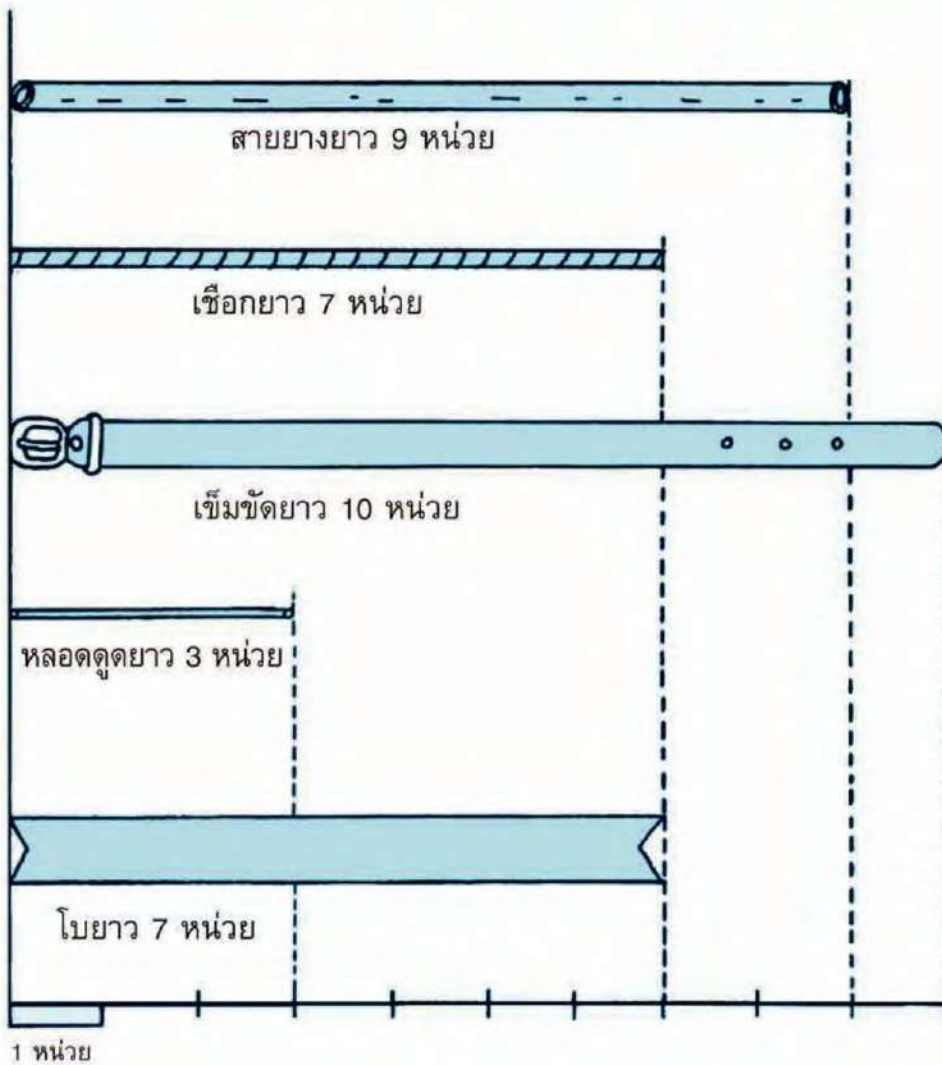 สายยางยาว 9 หน่วย
เชือกยาว 7 หน่วย
เข็มขัดยาว 10 หน่วย
หลอดดูดยาว 3 หน่วย
โบยาว 7 หน่วย
1 หน่วย